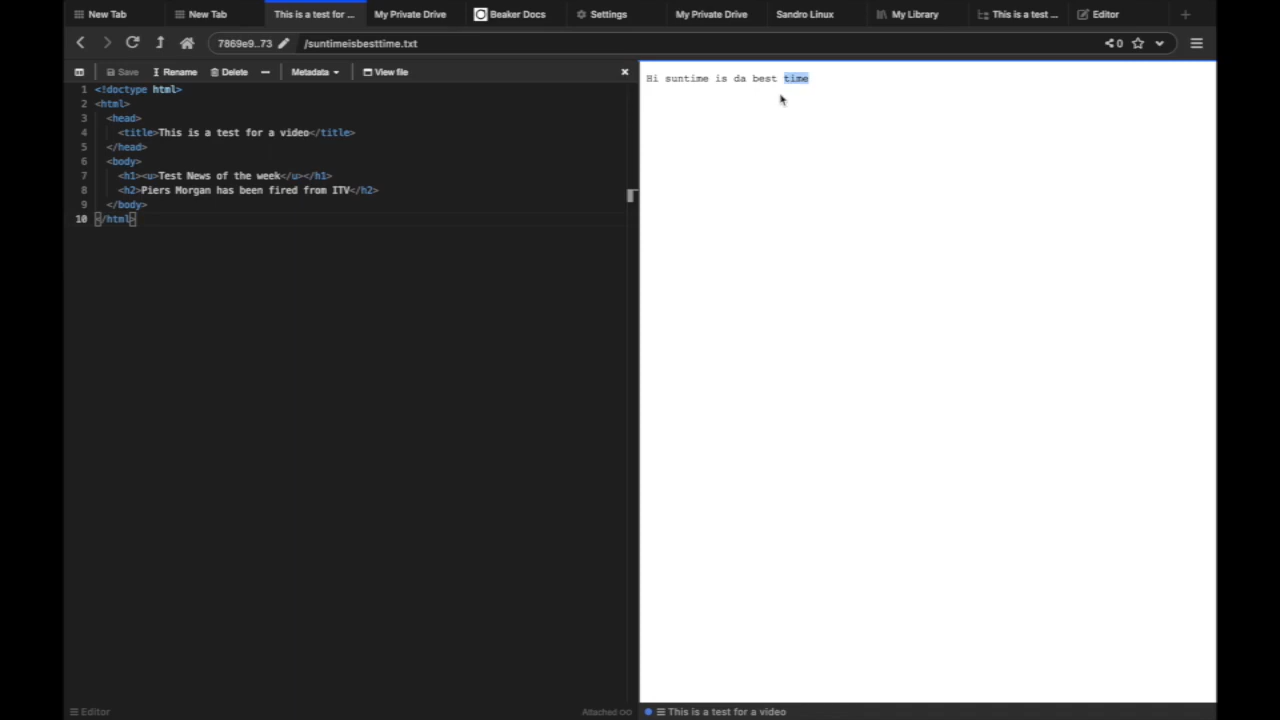 New Tab New Tab This is a test for ... My Private Drive Beaker Docs Settings My Private Drive Sandro Linux My Library This is a test ... Editor
7869e9..73 /suntimeisbesttime.txt 0
Save Rename Delete Metadata View file
1 <!doctype html>
2 <html>
3 <head>
4 <title>This is a test for a video</title>
5 </head>
6 <body>
7 <h1><u>Test News of the week</u></h1>
8 <h2>Piers Morgan has been fired from ITV</h2>
9 </body>
10 </html>
Hi suntime is da best time
Editor Attached
This is a test for a video